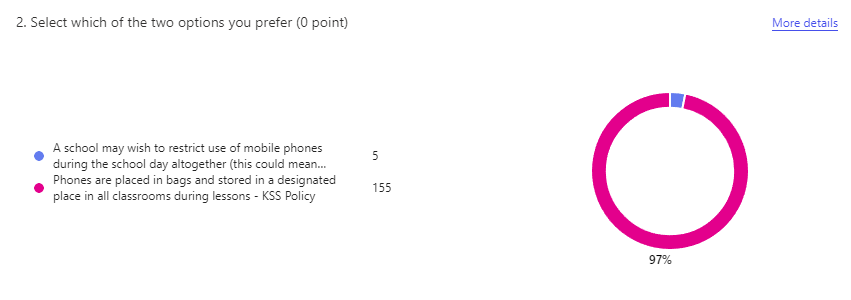 2. Select which of the two options you prefer (0 point)
More details
A school may wish to restrict use of mobile phones
during the school day altogether (this could mean...
5
Phones are placed in bags and stored in a designated
place in all classrooms during lessons - KSS Policy
155
97%